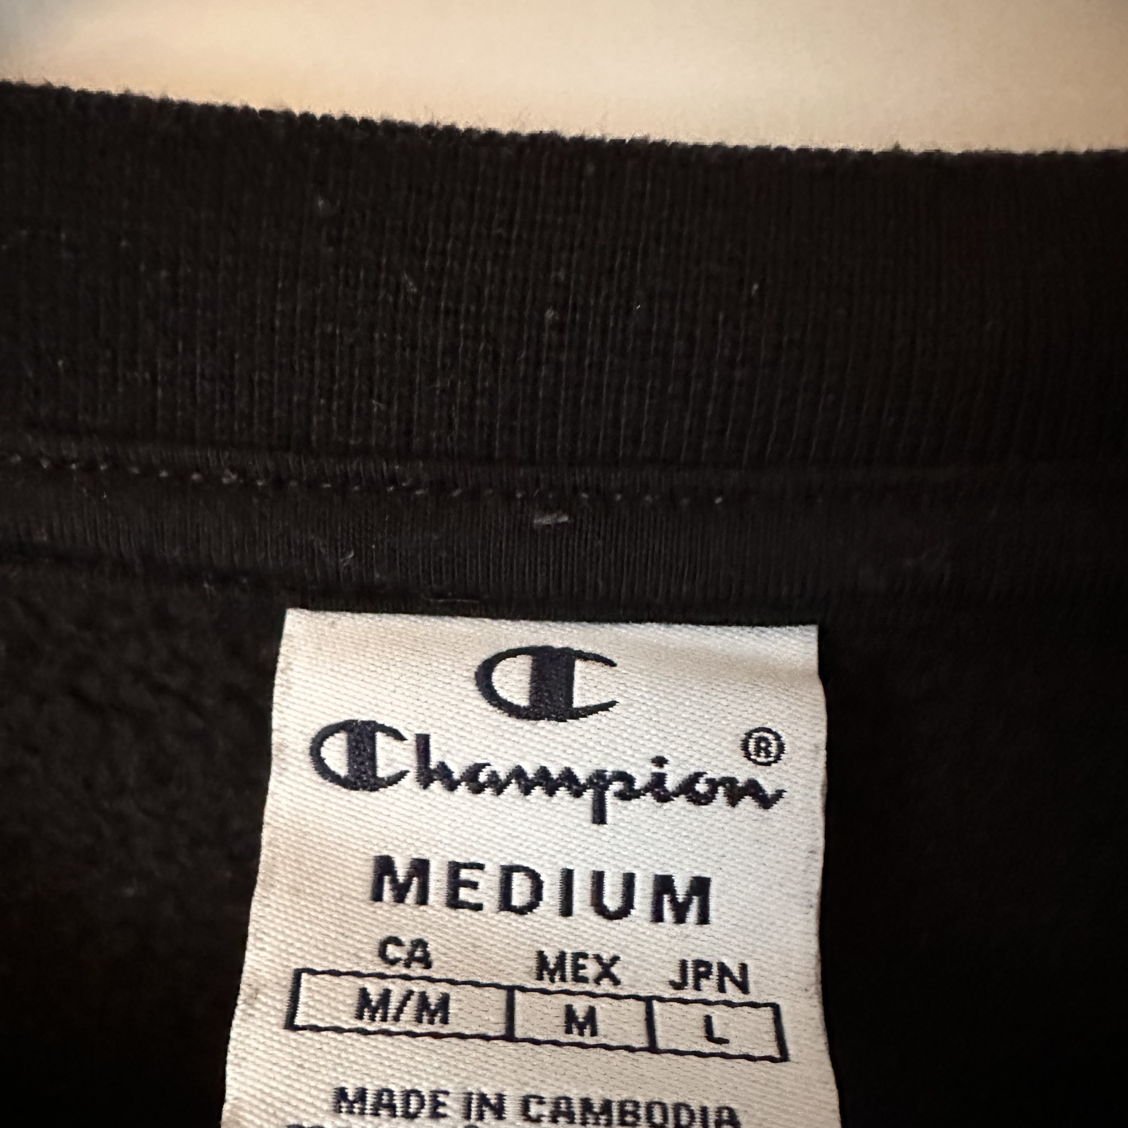 Champion®
MEDIUM
CA MEX JPN
M/M M L
MADE IN CAMBODIA